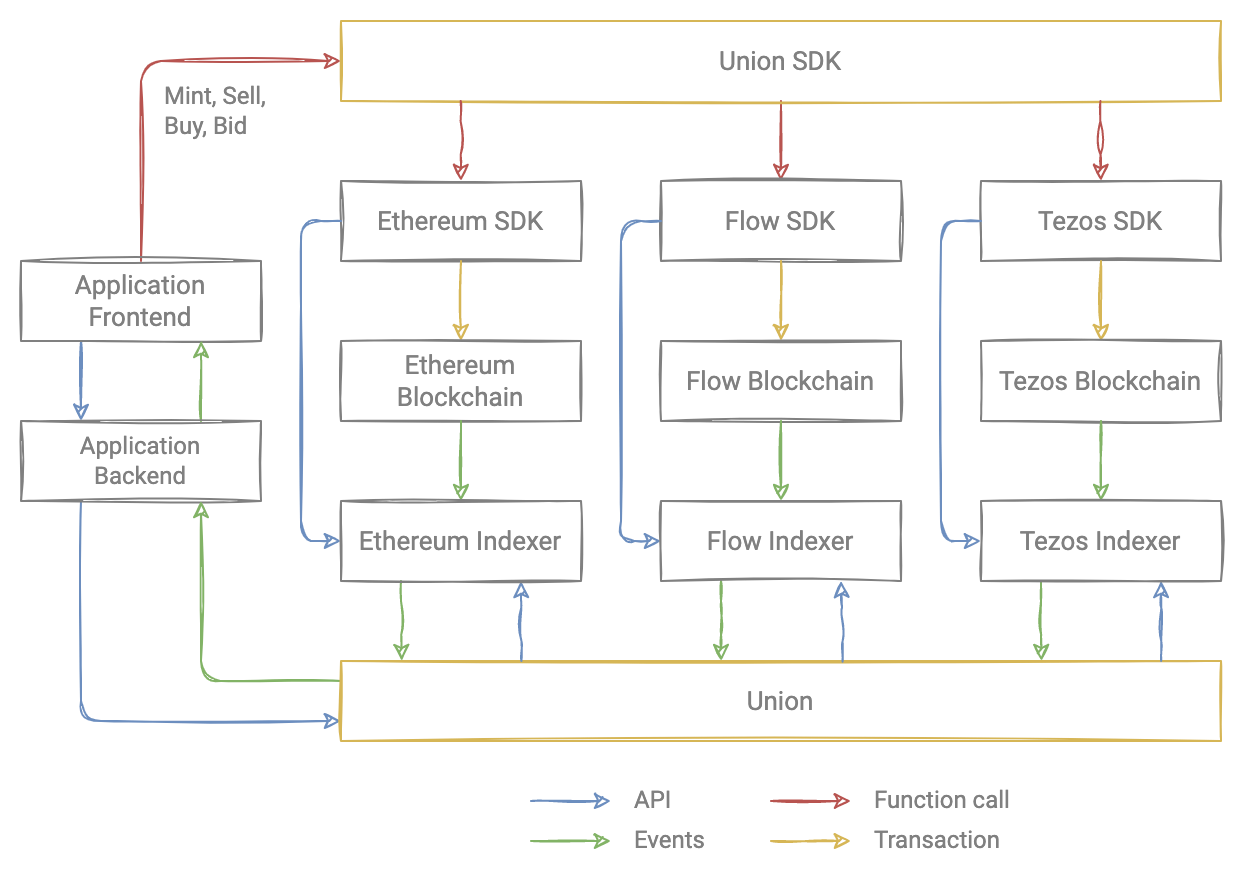 Union SDK
Mint, Sell,
Buy, Bid
Ethereum SDK
Flow SDK
Tezos SDK
Application
Frontend
Ethereum
Blockchain
Flow Blockchain
Tezos Blockchain
Application
Backend
Ethereum Indexer
Flow Indexer
Tezos Indexer
Union
API
Function call
Events
Transaction